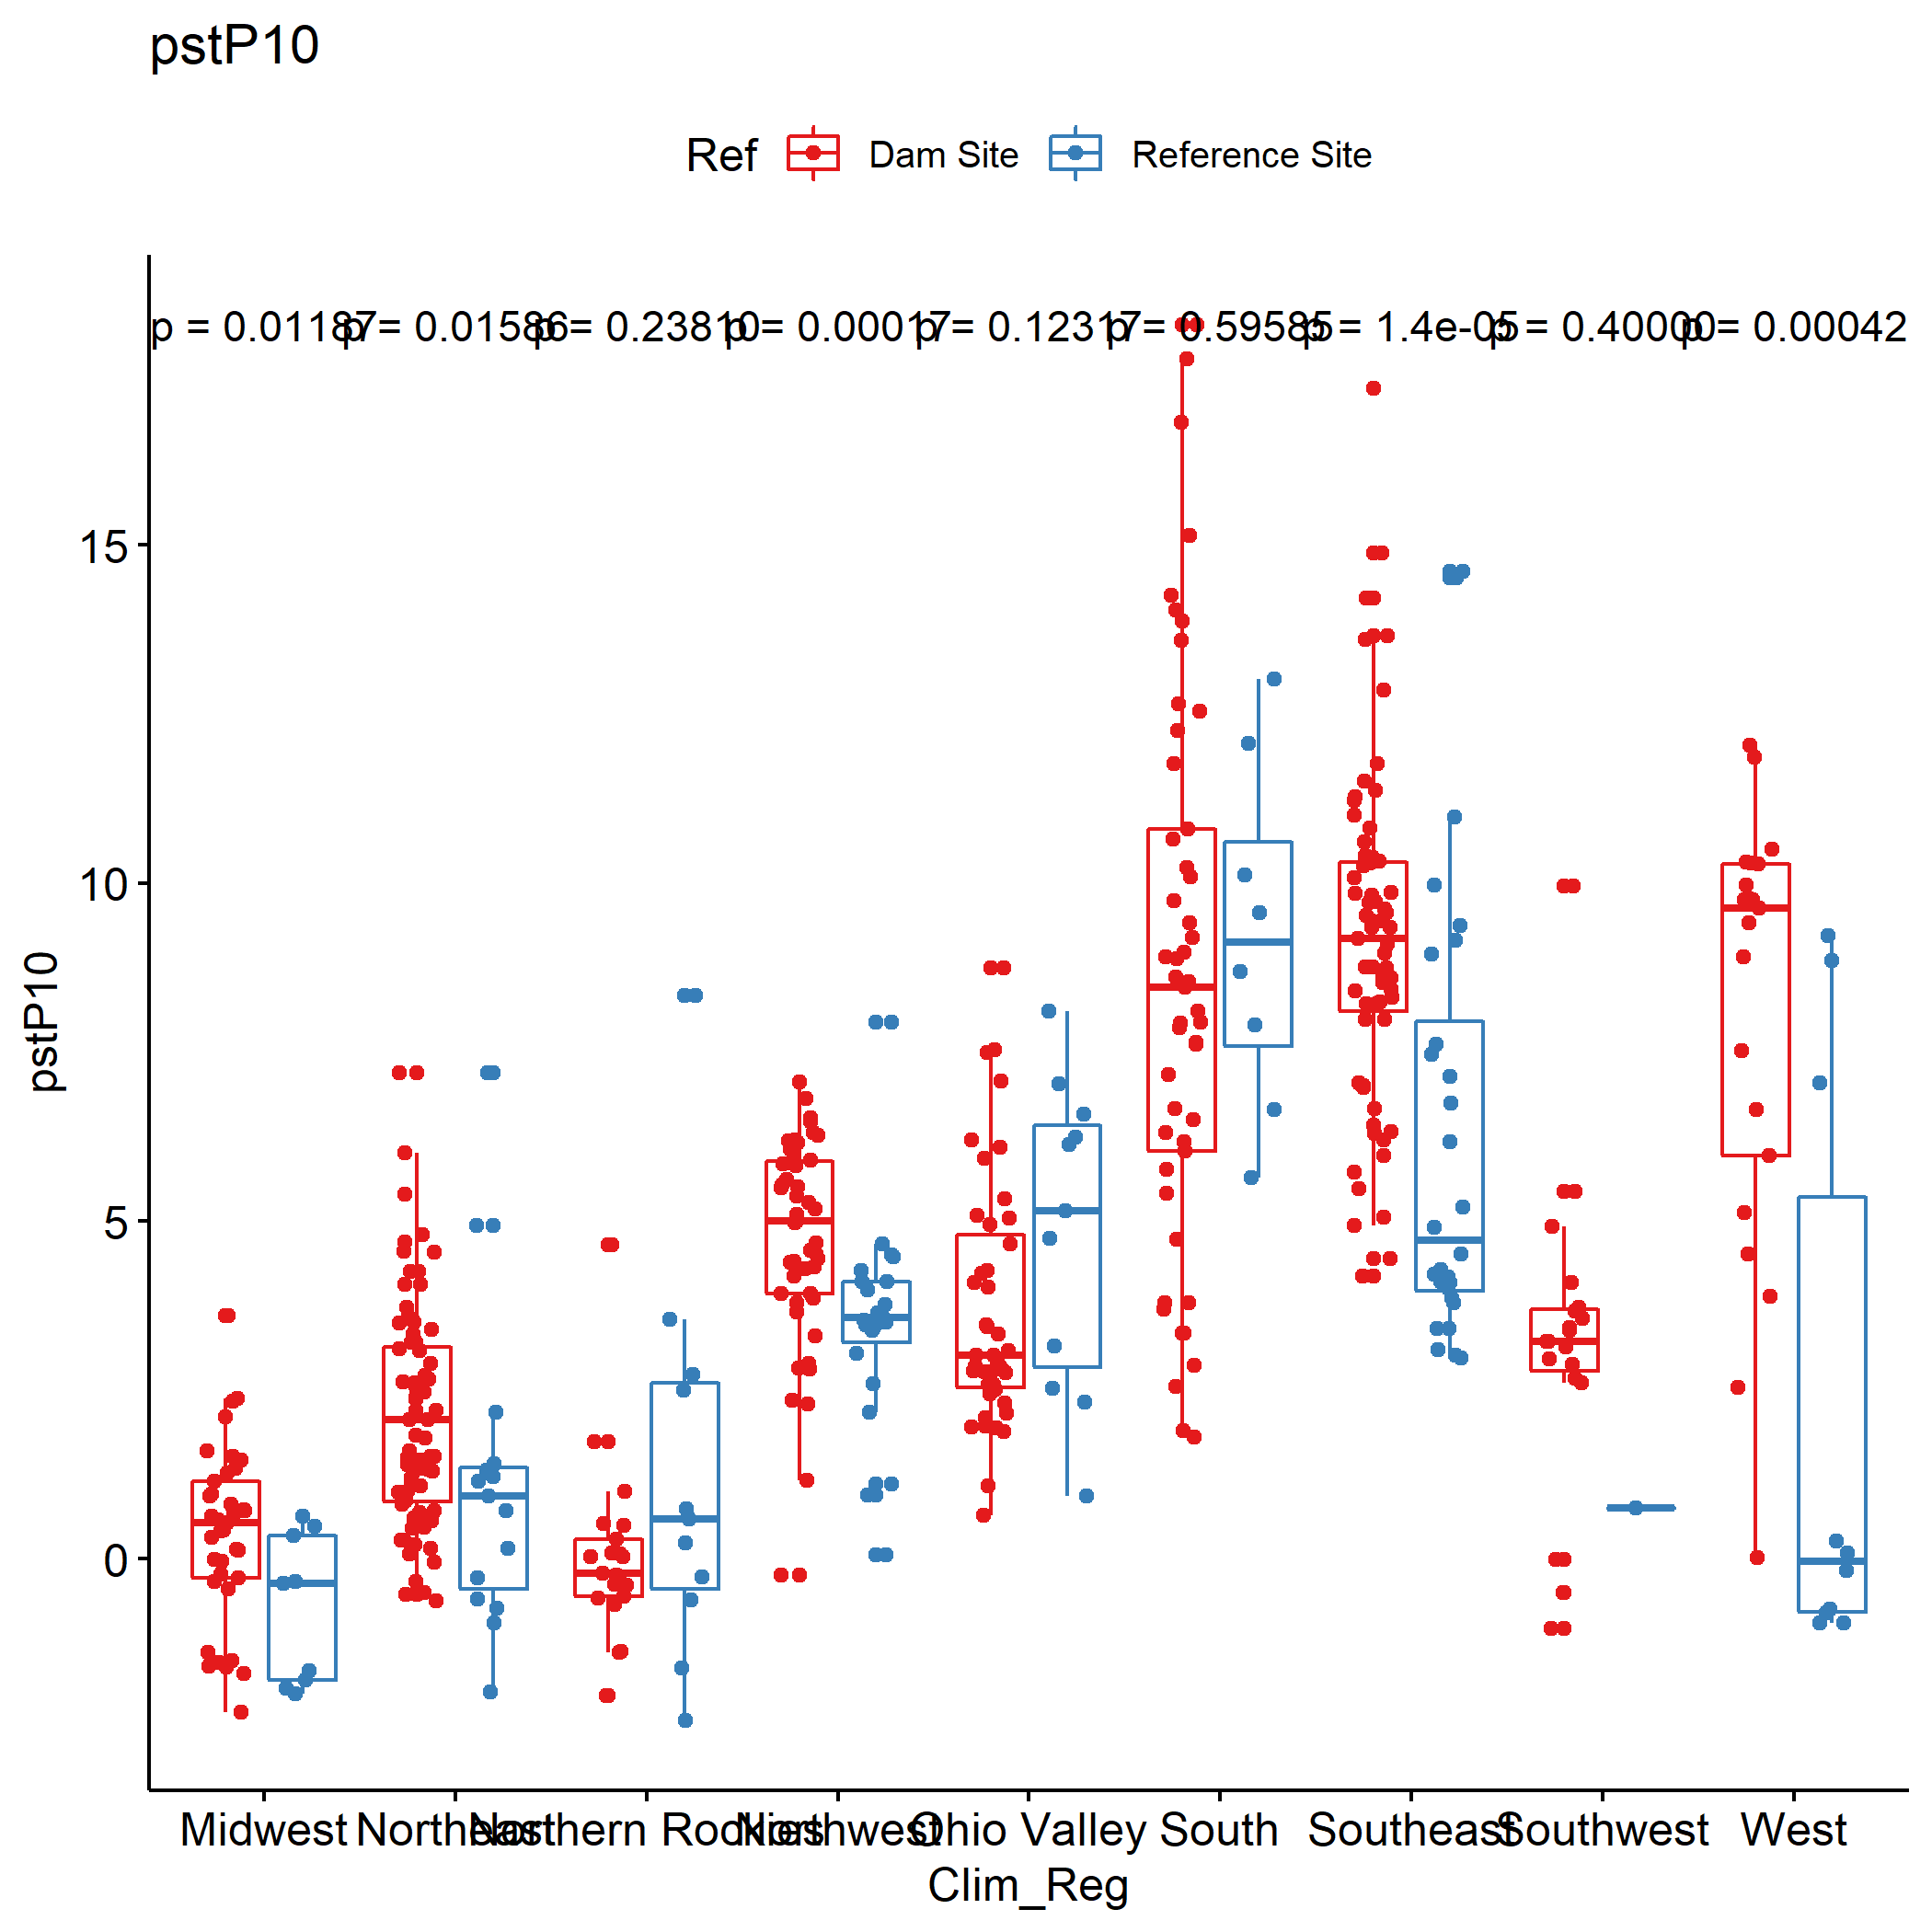 pstP10
Ref Dam Site Reference Site
p = 0.01187 p = 0.01586 p = 0.23810 p = 0.00017 p = 0.12317 p = 0.59585 p = 1.4e-05 p = 0.40000 p = 0.00042
15
10
5
0
pstP10
Midwest Northeast Northern Rockies Northwest Ohio Valley South Southeast Southwest West
Clim_Reg